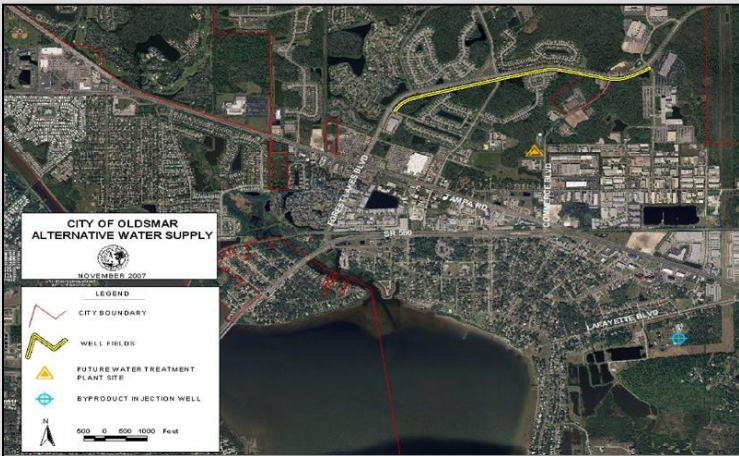 FOREST LAKES BLVD
TAMPA RD.
SR 580
LAFAYETTE BLVD
CITY OF OLDSMAR
ALTERNATIVE WATER SUPPLY
NOVEMBER 2007
LEGEND
CITY BOUNDARY
WELL FIELDS
FUTURE WATER TREATMENT
PLANT SITE
BYPRODUCT INJECTION WELL
N
500 0 500 1000 Feet